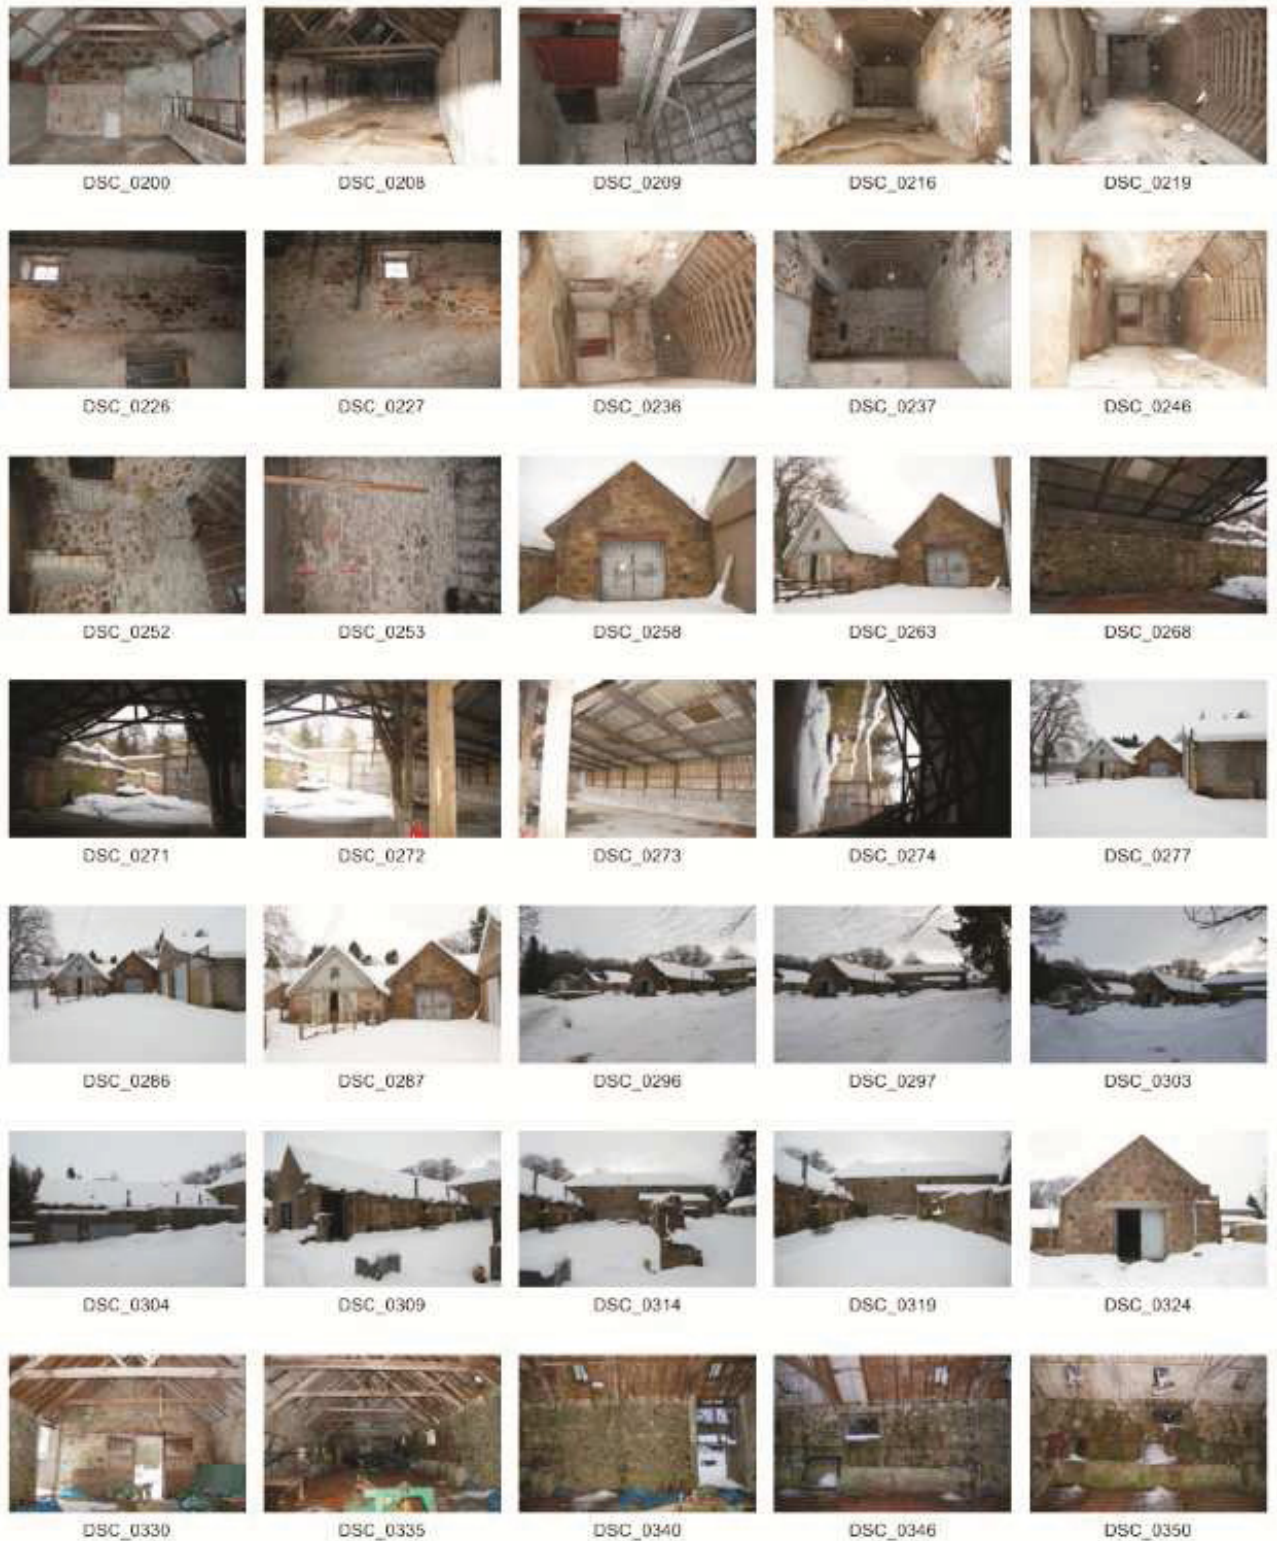 DSC_0200 DSC_0208 DSC_0209 DSC_0216 DSC_0219
DSC_0226 DSC_0227 DSC_0236 DSC_0237 DSC_0246
DSC_0252 DSC_0253 DSC_0258 DSC_0263 DSC_0268
DSC_0271 DSC_0272 DSC_0273 DSC_0274 DSC_0277
DSC_0286 DSC_0287 DSC_0296 DSC_0297 DSC_0303
DSC_0304 DSC_0309 DSC_0314 DSC_0319 DSC_0324
DSC_0330 DSC_0335 DSC_0340 DSC_0346 DSC_0350